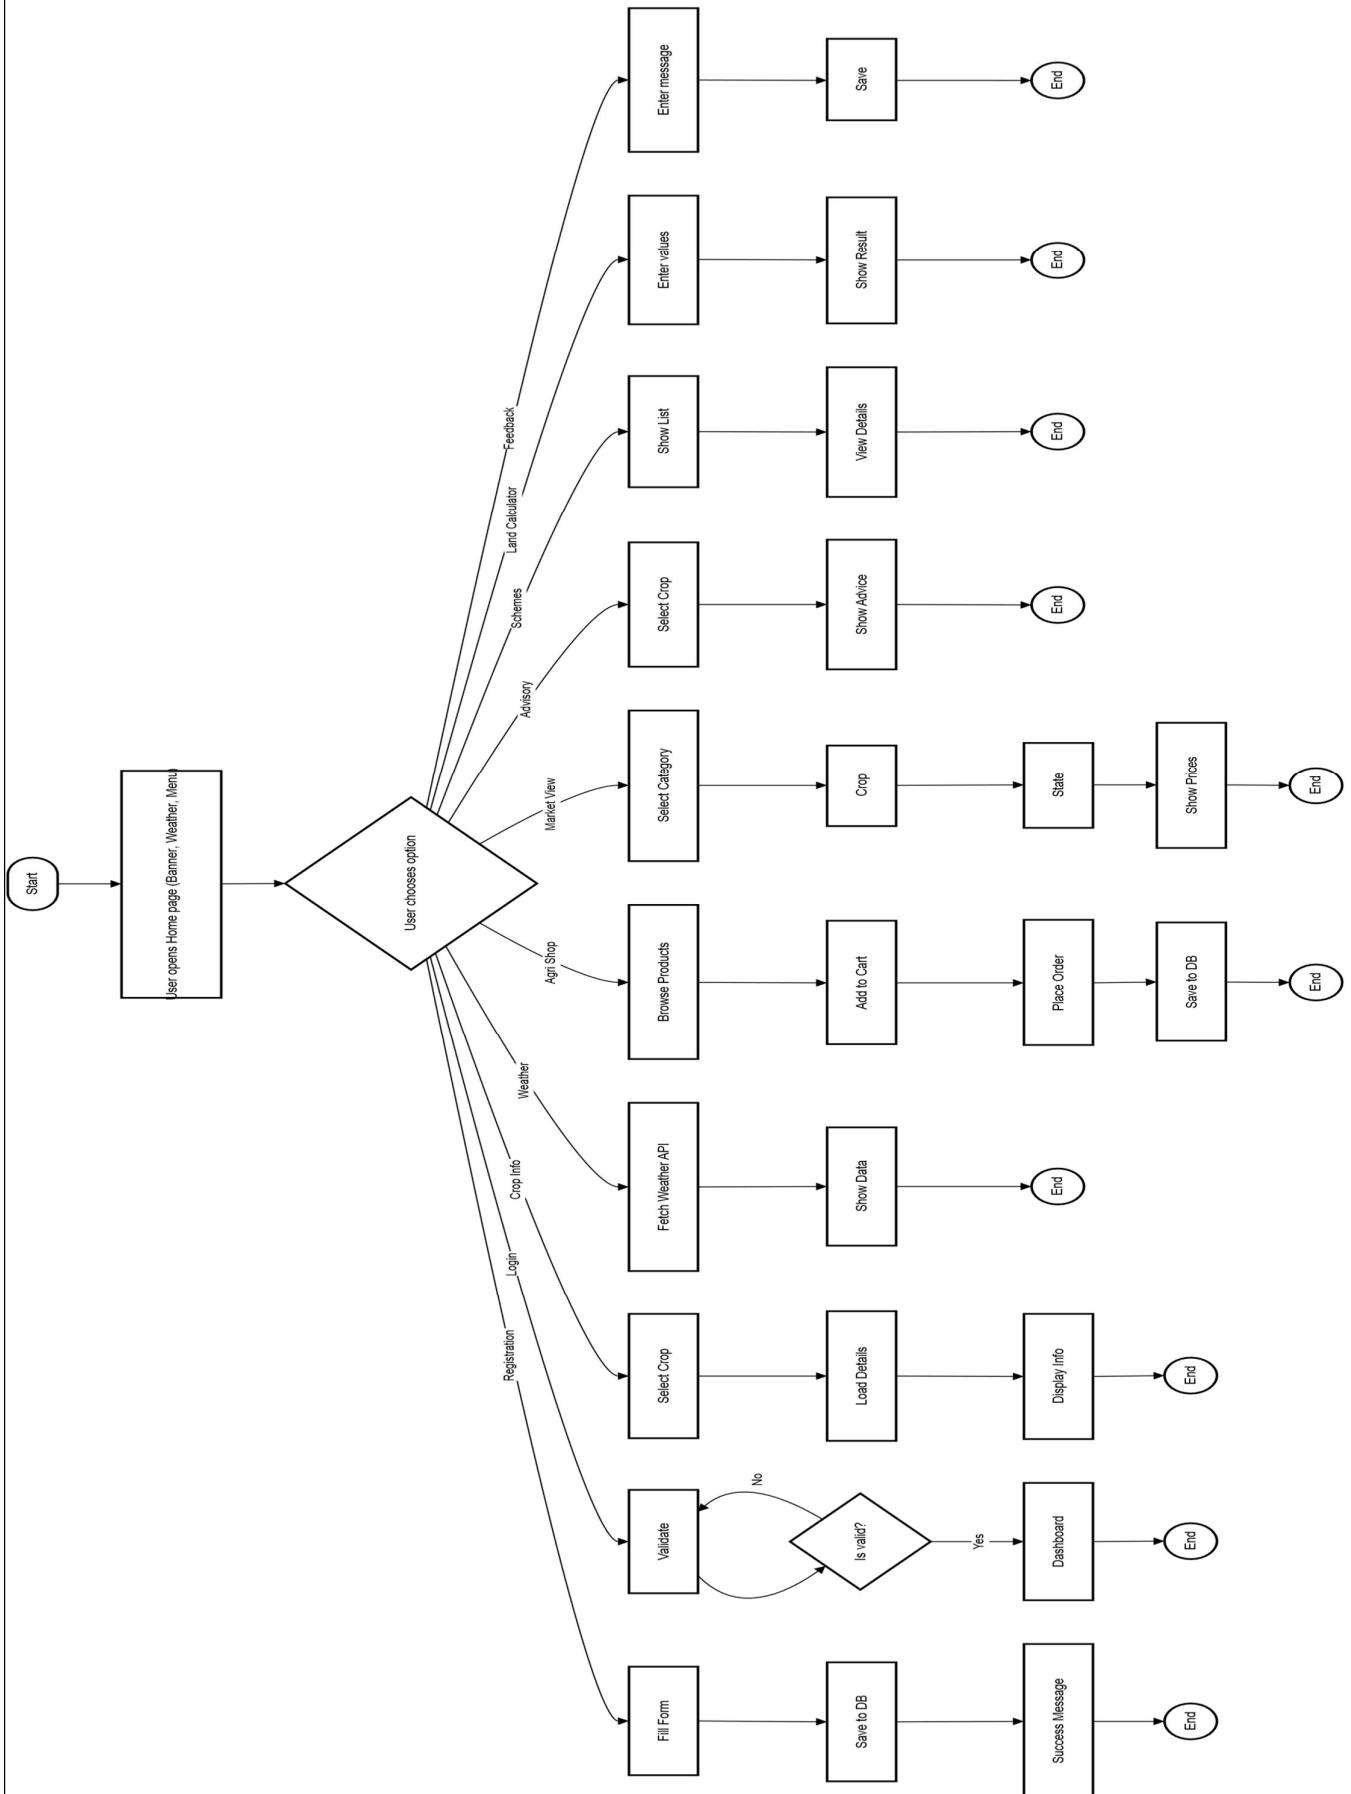 Start
User opens Home page (Banner, Weather, Menu)
User chooses option
Registration
Login
Crop Info
Weather
Agri Shop
Market View
Advisory
Schemes
Land Calculator
Feedback
Fill Form
Validate
Select Crop
Fetch Weather API
Browse Products
Select Category
Select Crop
Show List
Enter values
Enter message
No
Save to DB
Is valid?
Load Details
Show Data
Add to Cart
Crop
Show Advice
View Details
Show Result
Save
Yes
Success Message
Dashboard
Display Info
End
Place Order
State
End
End
End
End
End
End
End
Save to DB
Show Prices
End
End